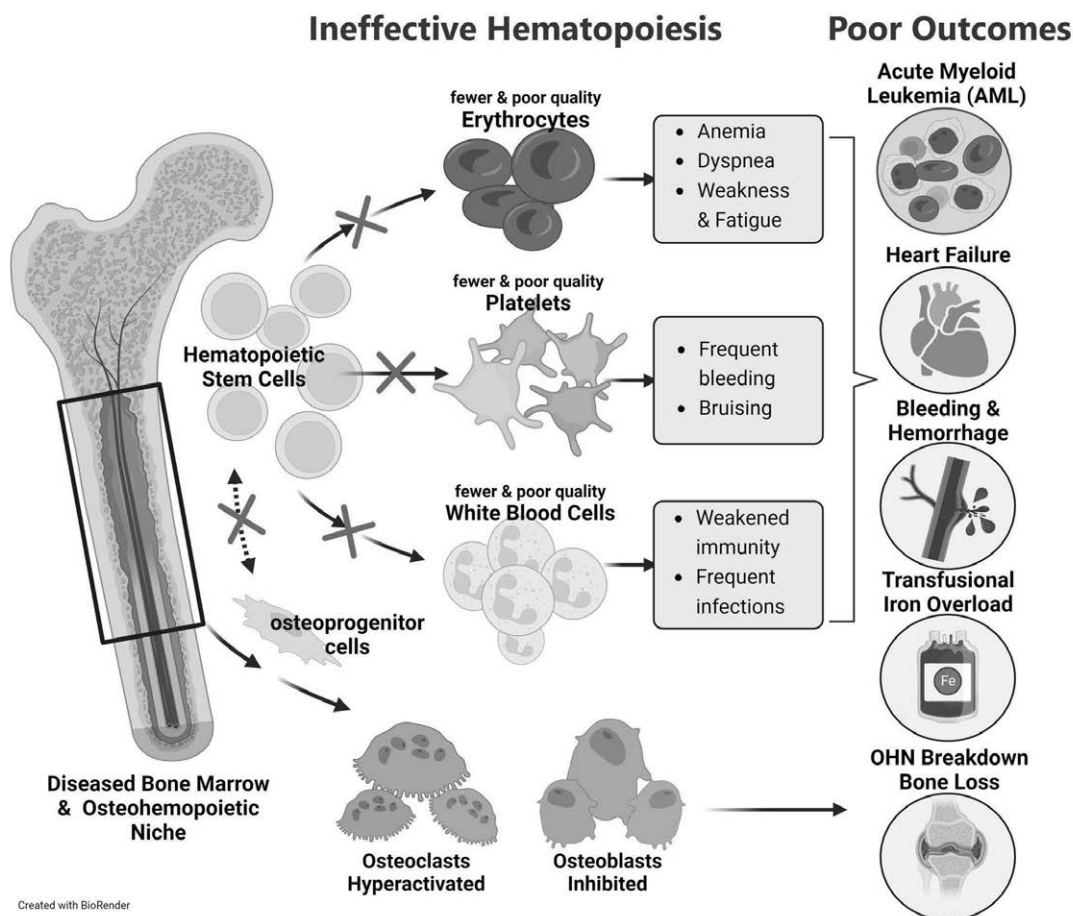 Ineffective Hematopoiesis
Poor Outcomes
fewer & poor quality
Erythrocytes
• Anemia
• Dyspnea
• Weakness
& Fatigue
fewer & poor quality
Platelets
• Frequent
bleeding
• Bruising
Hematopoietic
Stem Cells
fewer & poor quality
White Blood Cells
• Weakened
immunity
• Frequent
infections
osteoprogenitor
cells
Diseased Bone Marrow
& Osteohemopoietic
Niche
Osteoclasts
Hyperactivated
Osteoblasts
Inhibited
Acute Myeloid
Leukemia (AML)
Heart Failure
Bleeding &
Hemorrhage
Transfusional
Iron Overload
Fe
OHN Breakdown
Bone Loss
Created with BioRender